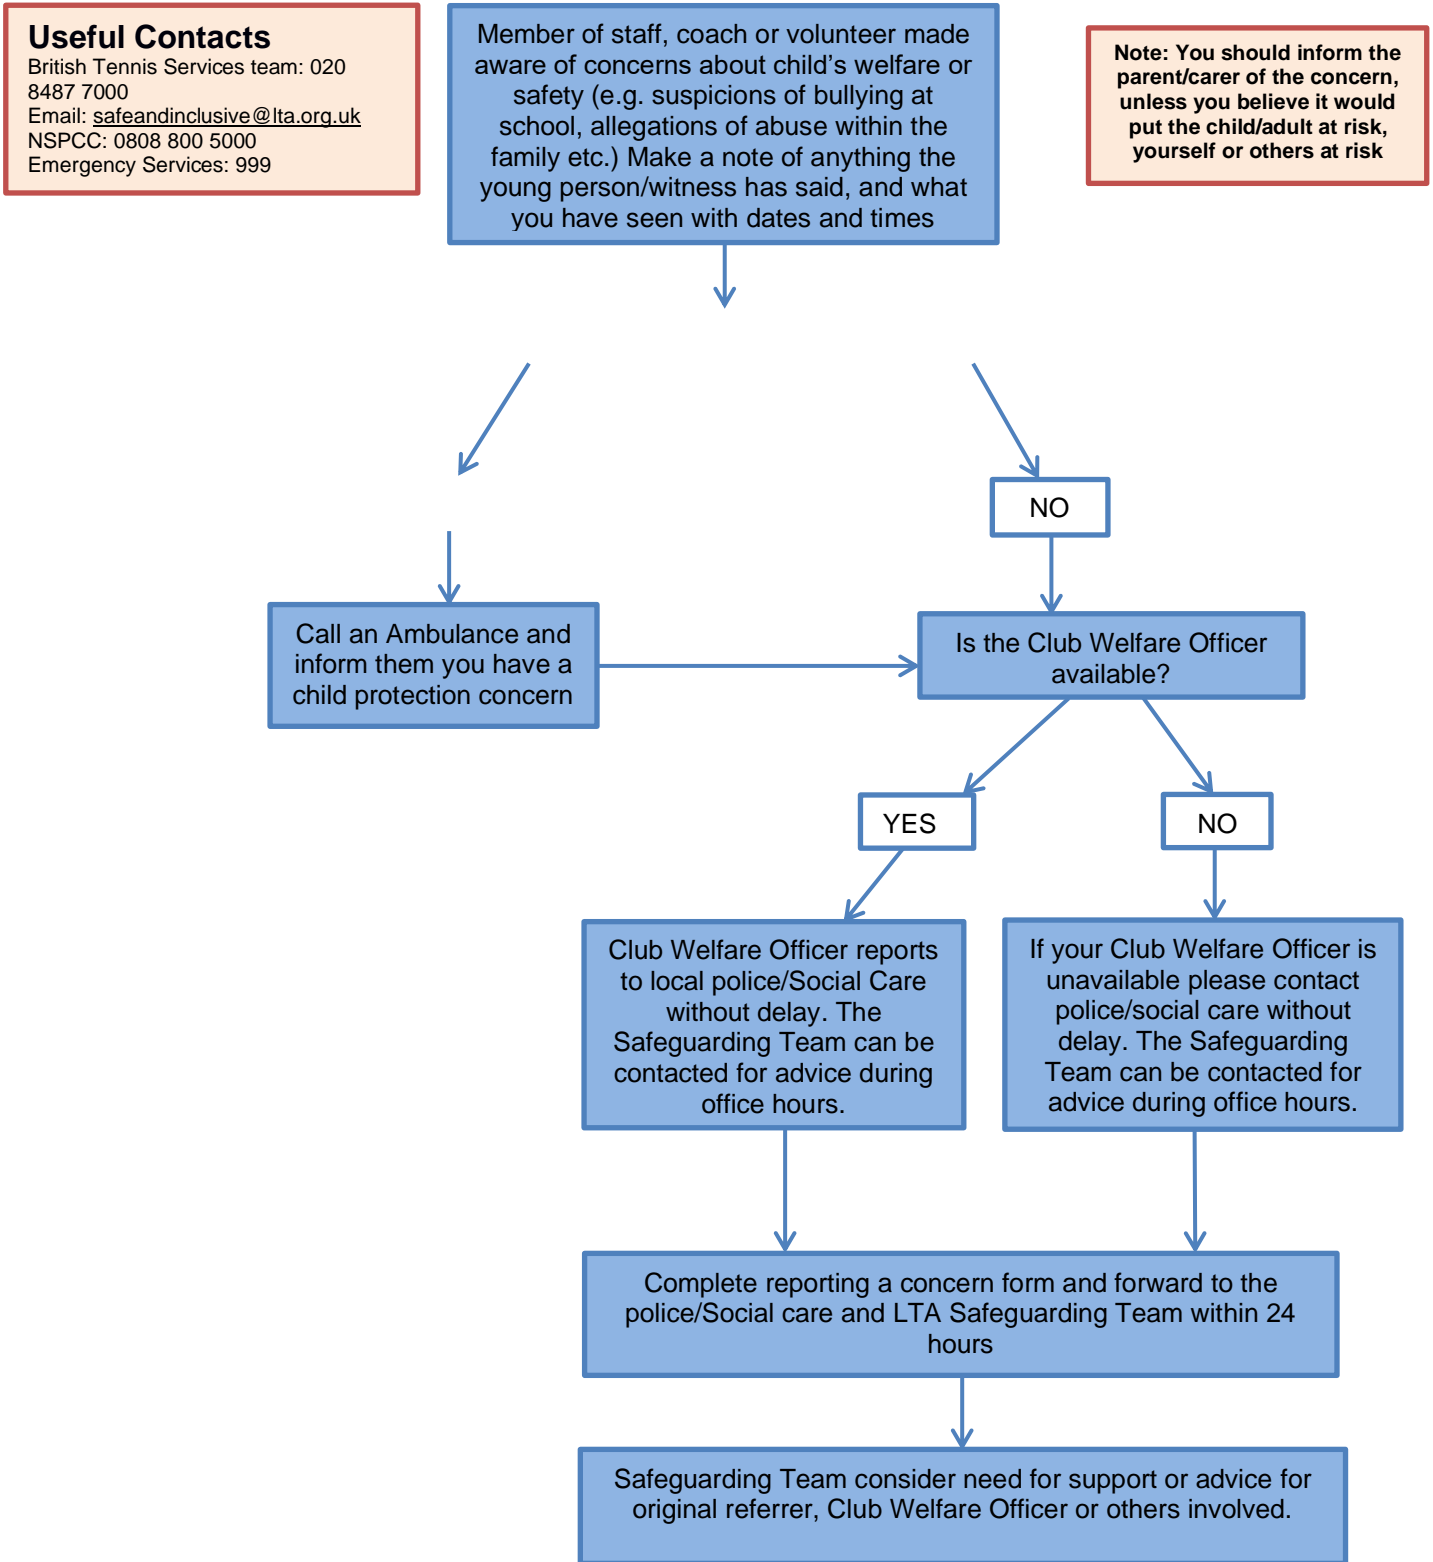 Useful Contacts
British Tennis Services team: 020
8487 7000
Email: safeandinclusive@lta.org.uk
NSPCC: 0808 800 5000
Emergency Services: 999
Member of staff, coach or volunteer made
aware of concerns about child’s welfare or
safety (e.g. suspicions of bullying at
school, allegations of abuse within the
family etc.) Make a note of anything the
young person/witness has said, and what
you have seen with dates and times
Note: You should inform the
parent/carer of the concern,
unless you believe it would
put the child/adult at risk,
yourself or others at risk
NO
Call an Ambulance and
inform them you have a
child protection concern
Is the Club Welfare Officer
available?
YES
NO
Club Welfare Officer reports
to local police/Social Care
without delay. The
Safeguarding Team can be
contacted for advice during
office hours.
If your Club Welfare Officer is
unavailable please contact
police/social care without
delay. The Safeguarding
Team can be contacted for
advice during office hours.
Complete reporting a concern form and forward to the
police/Social care and LTA Safeguarding Team within 24
hours
Safeguarding Team consider need for support or advice for
original referrer, Club Welfare Officer or others involved.